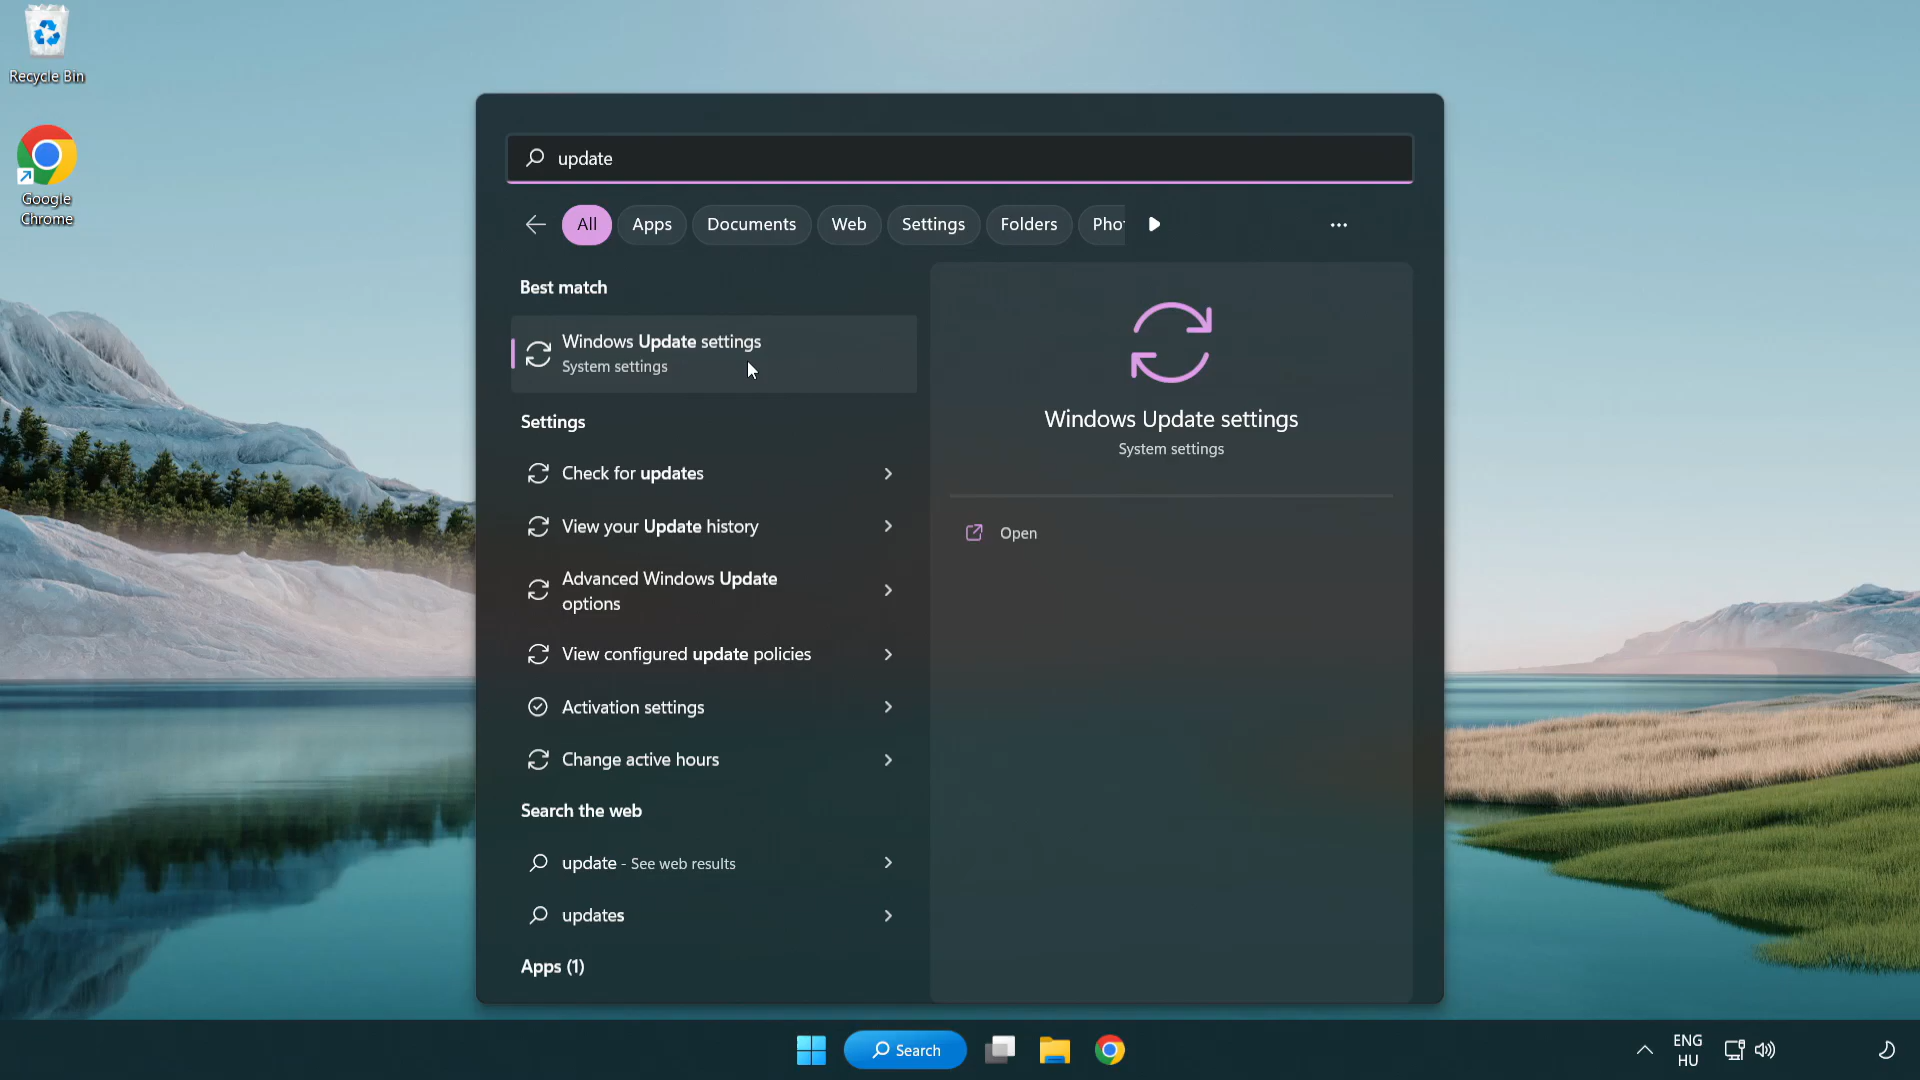 Recycle Bin
Google
Chrome
update
All
Apps
Documents
Web
Settings
Folders
Pho
Best match
Windows Update settings
System settings
Settings
Check for updates
View your Update history
Advanced Windows Update
options
View configured update policies
Activation settings
Change active hours
Search the web
update - See web results
updates
Apps (1)
Windows Update settings
System settings
Open
Search
ENG
HU